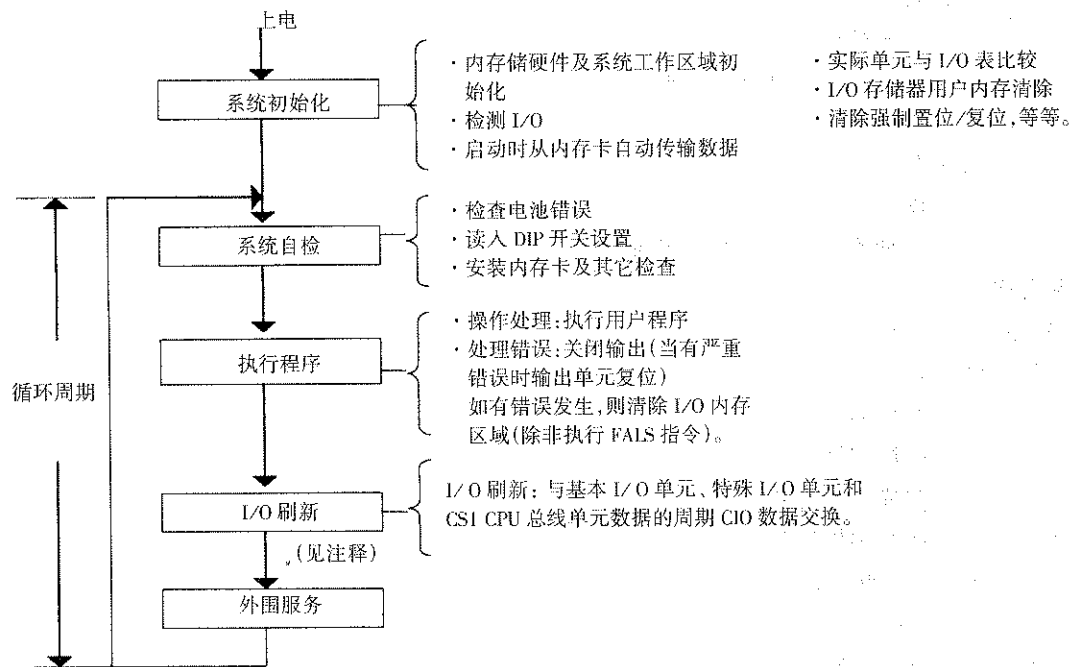 上电
系统初始化
· 内存储硬件及系统工作区域初
始化
· 检测 I/O
· 启动时从内存卡自动传输数据
· 实际单元与 I/O 表比较
· I/O 存储器用户内存清除
· 清除强制置位/复位,等等。
系统自检
· 检查电池错误
· 读入 DIP 开关设置
· 安装内存卡及其它检查
循环周期
执行程序
· 操作处理:执行用户程序
· 处理错误:关闭输出(当有严重
错误时输出单元复位)
如有错误发生,则清除 I/O 内存
区域(除非执行 FALS 指令)。
I/O 刷新
I/O 刷新: 与基本 I/O 单元、特殊 I/O 单元和
CS1 CPU 总线单元数据的周期 CIO 数据交换。
(见注释)
外围服务